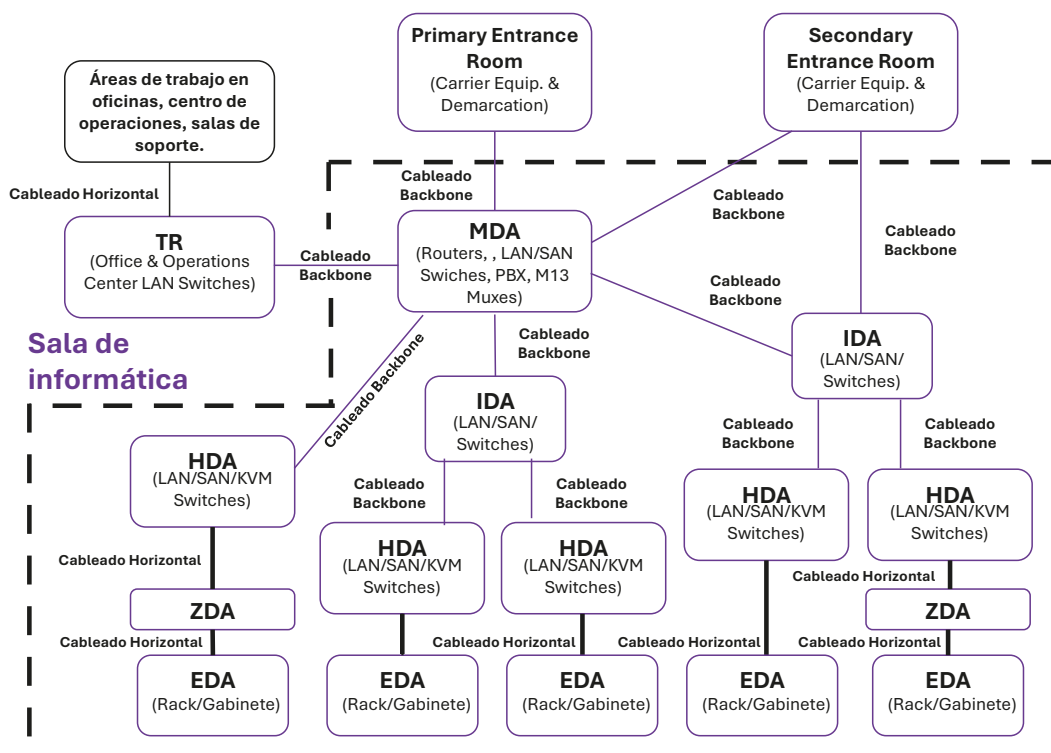 Primary Entrance
Room
(Carrier Equip. &
Demarcation)
Secondary
Entrance Room
(Carrier Equip. &
Demarcation)
Áreas de trabajo en
oficinas, centro de
operaciones, salas de
soporte.
Cableado Horizontal
Cableado
Backbone
Cableado
Backbone
Cableado
Backbone
TR
(Office & Operations
Center LAN Switches)
Cableado
Backbone
MDA
(Routers, , LAN/SAN
Swiches, PBX, M13
Muxes)
Cableado
Backbone
Sala de
informática
Cableado Backbone
Cableado
Backbone
IDA
(LAN/SAN/
Switches)
IDA
(LAN/SAN/
Switches)
Cableado
Backbone
Cableado
Backbone
HDA
(LAN/SAN/KVM
Switches)
Cableado
Backbone
Cableado
Backbone
HDA
(LAN/SAN/KVM
Switches)
HDA
(LAN/SAN/KVM
Switches)
HDA
(LAN/SAN/KVM
Switches)
HDA
(LAN/SAN/KVM
Switches)
Cableado Horizontal
Cableado Horizontal
ZDA
ZDA
Cableado Horizontal
Cableado Horizontal
Cableado Horizontal
Cableado Horizontal
EDA
(Rack/Gabinete)
EDA
(Rack/Gabinete)
EDA
(Rack/Gabinete)
EDA
(Rack/Gabinete)
EDA
(Rack/Gabinete)